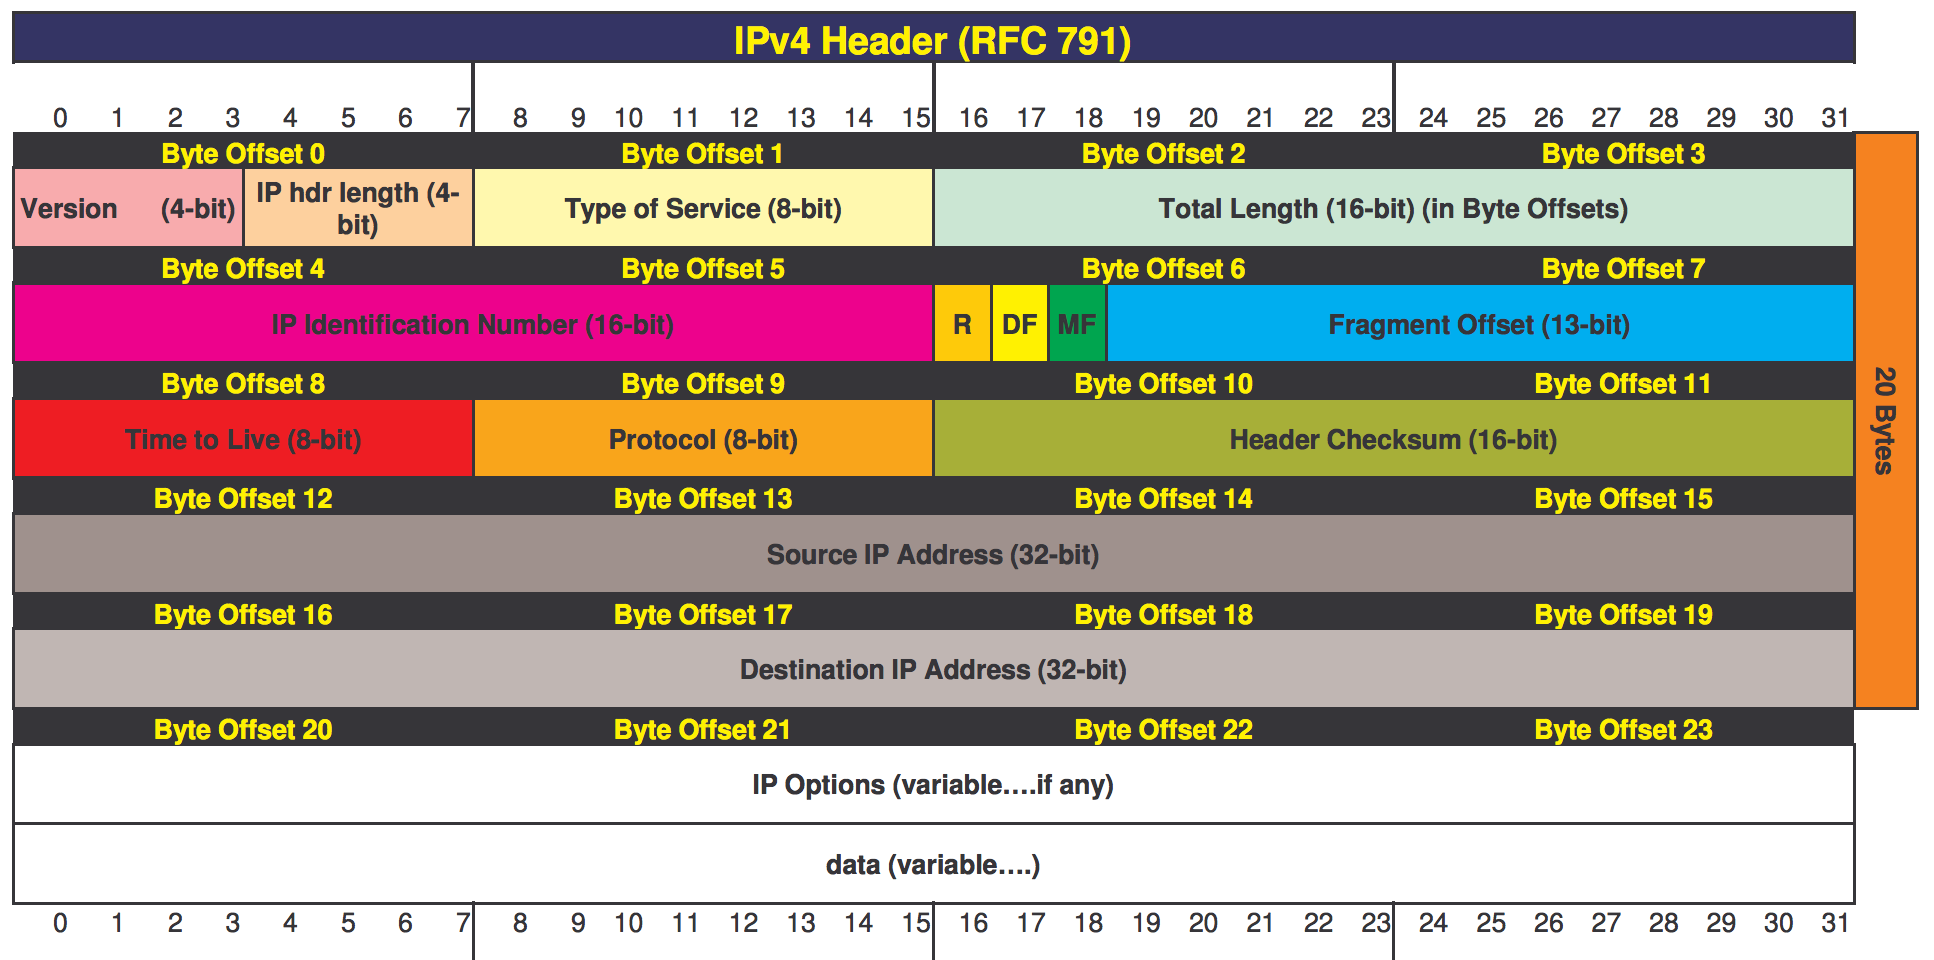 IPv4 Header (RFC 791)
0 1 2 3 4 5 6 7 8 9 10 11 12 13 14 15 16 17 18 19 20 21 22 23 24 25 26 27 28 29 30 31
Byte Offset 0 Byte Offset 1 Byte Offset 2 Byte Offset 3
Version (4-bit)
IP hdr length (4-
bit)
Type of Service (8-bit)
Total Length (16-bit) (in Byte Offsets)
Byte Offset 4 Byte Offset 5 Byte Offset 6 Byte Offset 7
IP Identification Number (16-bit) R DF MF Fragment Offset (13-bit)
Byte Offset 8 Byte Offset 9 Byte Offset 10 Byte Offset 11
Time to Live (8-bit) Protocol (8-bit) Header Checksum (16-bit)
Byte Offset 12 Byte Offset 13 Byte Offset 14 Byte Offset 15
Source IP Address (32-bit)
Byte Offset 16 Byte Offset 17 Byte Offset 18 Byte Offset 19
Destination IP Address (32-bit)
Byte Offset 20 Byte Offset 21 Byte Offset 22 Byte Offset 23
IP Options (variable....if any)
data (variable....)
0 1 2 3 4 5 6 7 8 9 10 11 12 13 14 15 16 17 18 19 20 21 22 23 24 25 26 27 28 29 30 31
20 Bytes